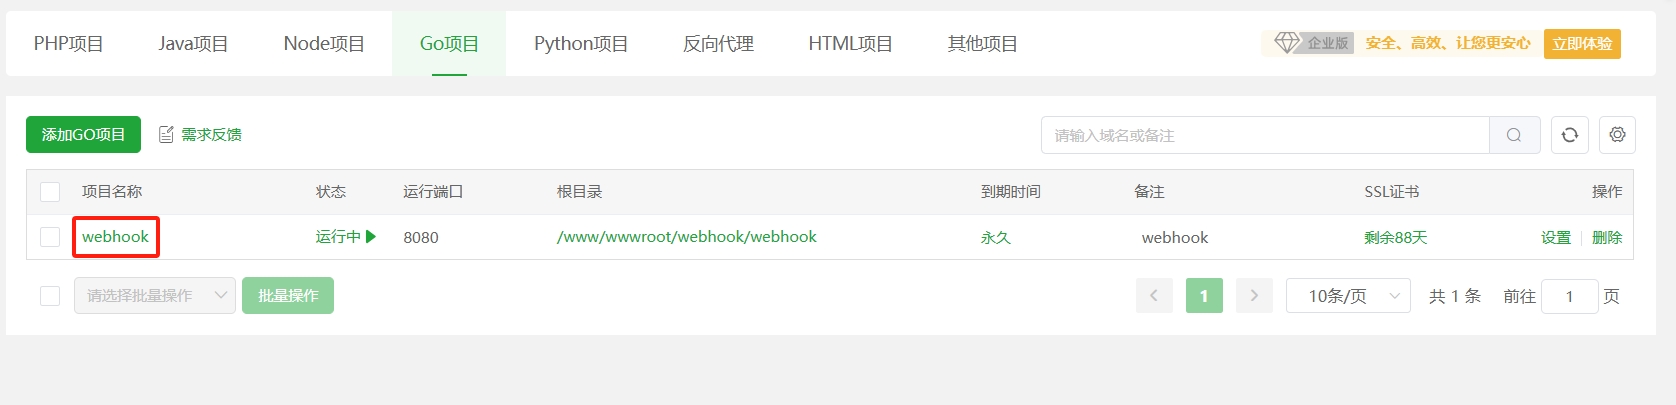 PHP项目 Java项目 Node项目 Go项目 Python项目 反向代理 HTML项目 其他项目 企业版 安全、高效、让您更安心 立即体验
添加GO项目 需求反馈 请输入域名或备注
项目名称 状态 运行端口 根目录 到期时间 备注 SSL证书 操作
webhook 运行中 8080 /www/wwwroot/webhook/webhook 永久 webhook 剩余88天 设置 删除
请选择批量操作 批量操作 1 10条/页 共 1 条 前往 1 页